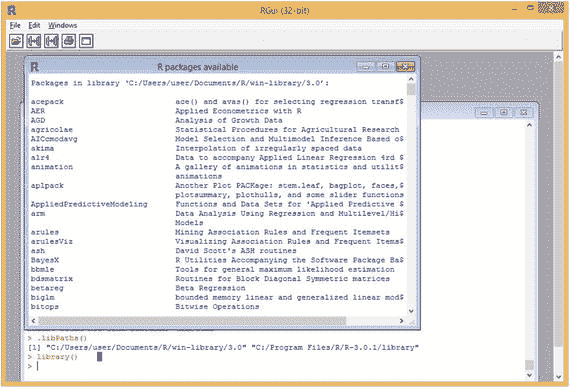 R RGui (32-bit)
File Edit Windows
R R packages available
Packages in library ‘C:/Users/user/Documents/R/win-library/3.0’:
acepack ace() and avas() for selecting regression transf$
AER Applied Econometrics with R
AGD Analysis of Growth Data
agricolae Statistical Procedures for Agricultural Research
AICcmodavg Model Selection and Multimodel Inference Based o$
akima Interpolation of irregularly spaced data
alr4 Data to accompany Applied Linear Regression 4rd $
animation A gallery of animations in statistics and utilit$
animations
aplpack Another Plot PACKage: stem.leaf, bagplot, faces,$
plotsummary, plothulls, and some slider functions
AppliedPredictiveModeling Functions and Data Sets for 'Applied Predictive $
arm Data Analysis Using Regression and Multilevel/Hi$
Models
arules Mining Association Rules and Frequent Itemsets
arulesViz Visualizing Association Rules and Frequent Items$
ash David Scott's ASH routines
BayesX R Utilities Accompanying the Software Package Ba$
bbmle Tools for general maximum likelihood estimation
bdsmatrix Routines for Block Diagonal Symmetric matrices
betareg Beta Regression
biglm bounded memory linear and generalized linear mod$
bitops Bitwise Operations
> .libPaths()
[1] "C:/Users/user/Documents/R/win-library/3.0" "C:/Program Files/R/R-3.0.1/library"
> library()
>